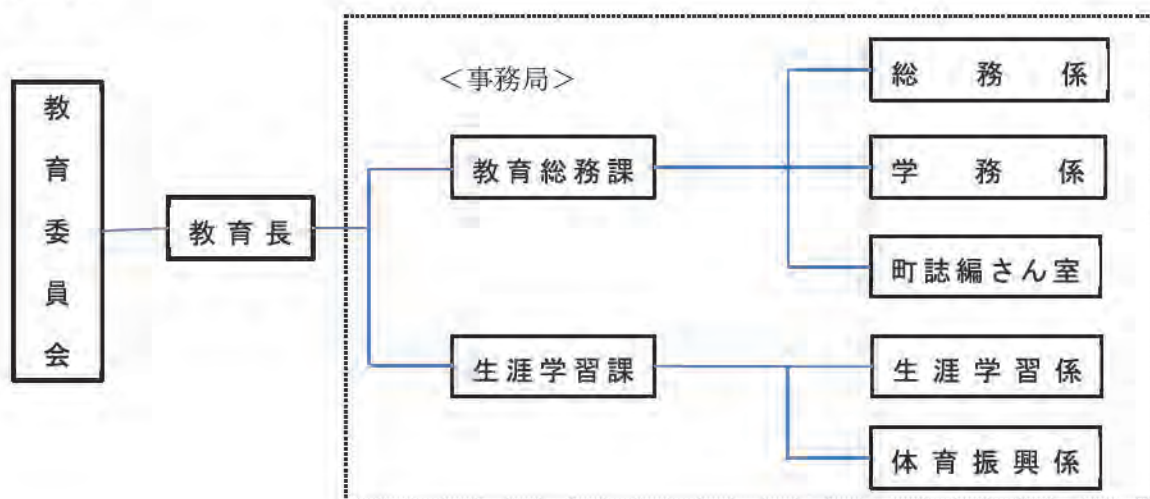 教育委員会
教育長
＜事務局＞
教育総務課
総務係
学務係
町誌編さん室
生涯学習課
生涯学習係
体育振興係